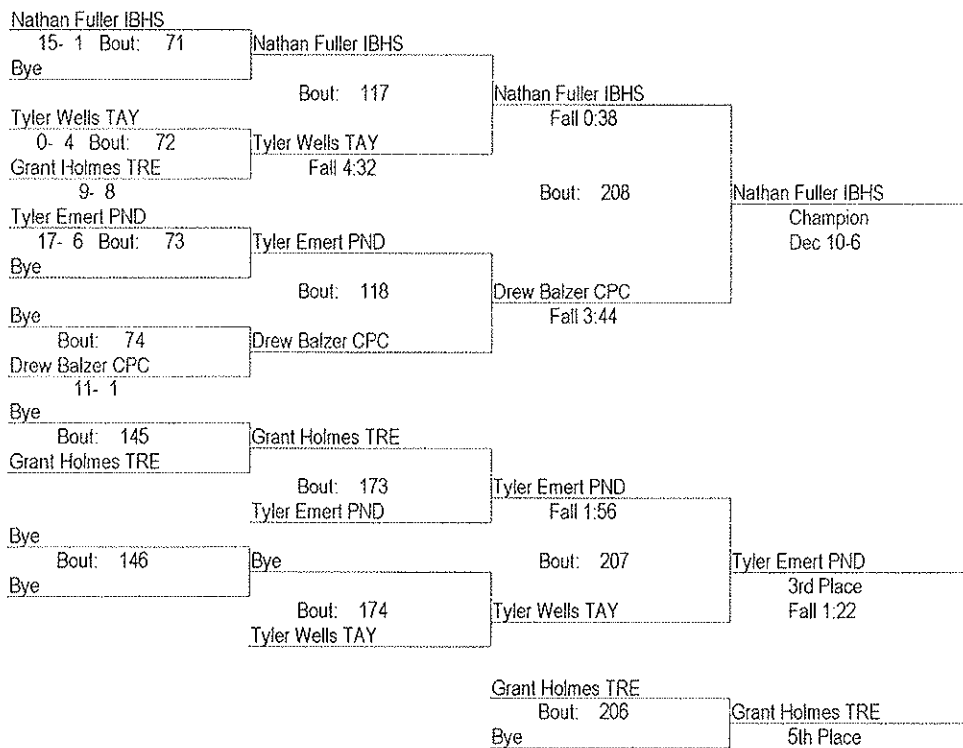 Nathan Fuller IBHS
15- 1 Bout: 71
Bye
Nathan Fuller IBHS
Bout: 117
Tyler Wells TAY
0- 4 Bout: 72
Grant Holmes TRE
9- 8
Tyler Wells TAY
Fall 4:32
Nathan Fuller IBHS
Fall 0:38
Bout: 208
Tyler Emert PND
17- 6 Bout: 73
Bye
Tyler Emert PND
Bout: 118
Bye
Bout: 74
Drew Balzer CPC
11- 1
Drew Balzer CPC
Drew Balzer CPC
Fall 3:44
Nathan Fuller IBHS
Champion
Dec 10-6
Bye
Bout: 145
Grant Holmes TRE
Grant Holmes TRE
Bout: 173
Tyler Emert PND
Tyler Emert PND
Fall 1:56
Bout: 207
Bye
Bout: 146
Bye
Bye
Bout: 174
Tyler Wells TAY
Tyler Wells TAY
Tyler Emert PND
3rd Place
Fall 1:22
Grant Holmes TRE
Bout: 206
Bye
Grant Holmes TRE
5th Place